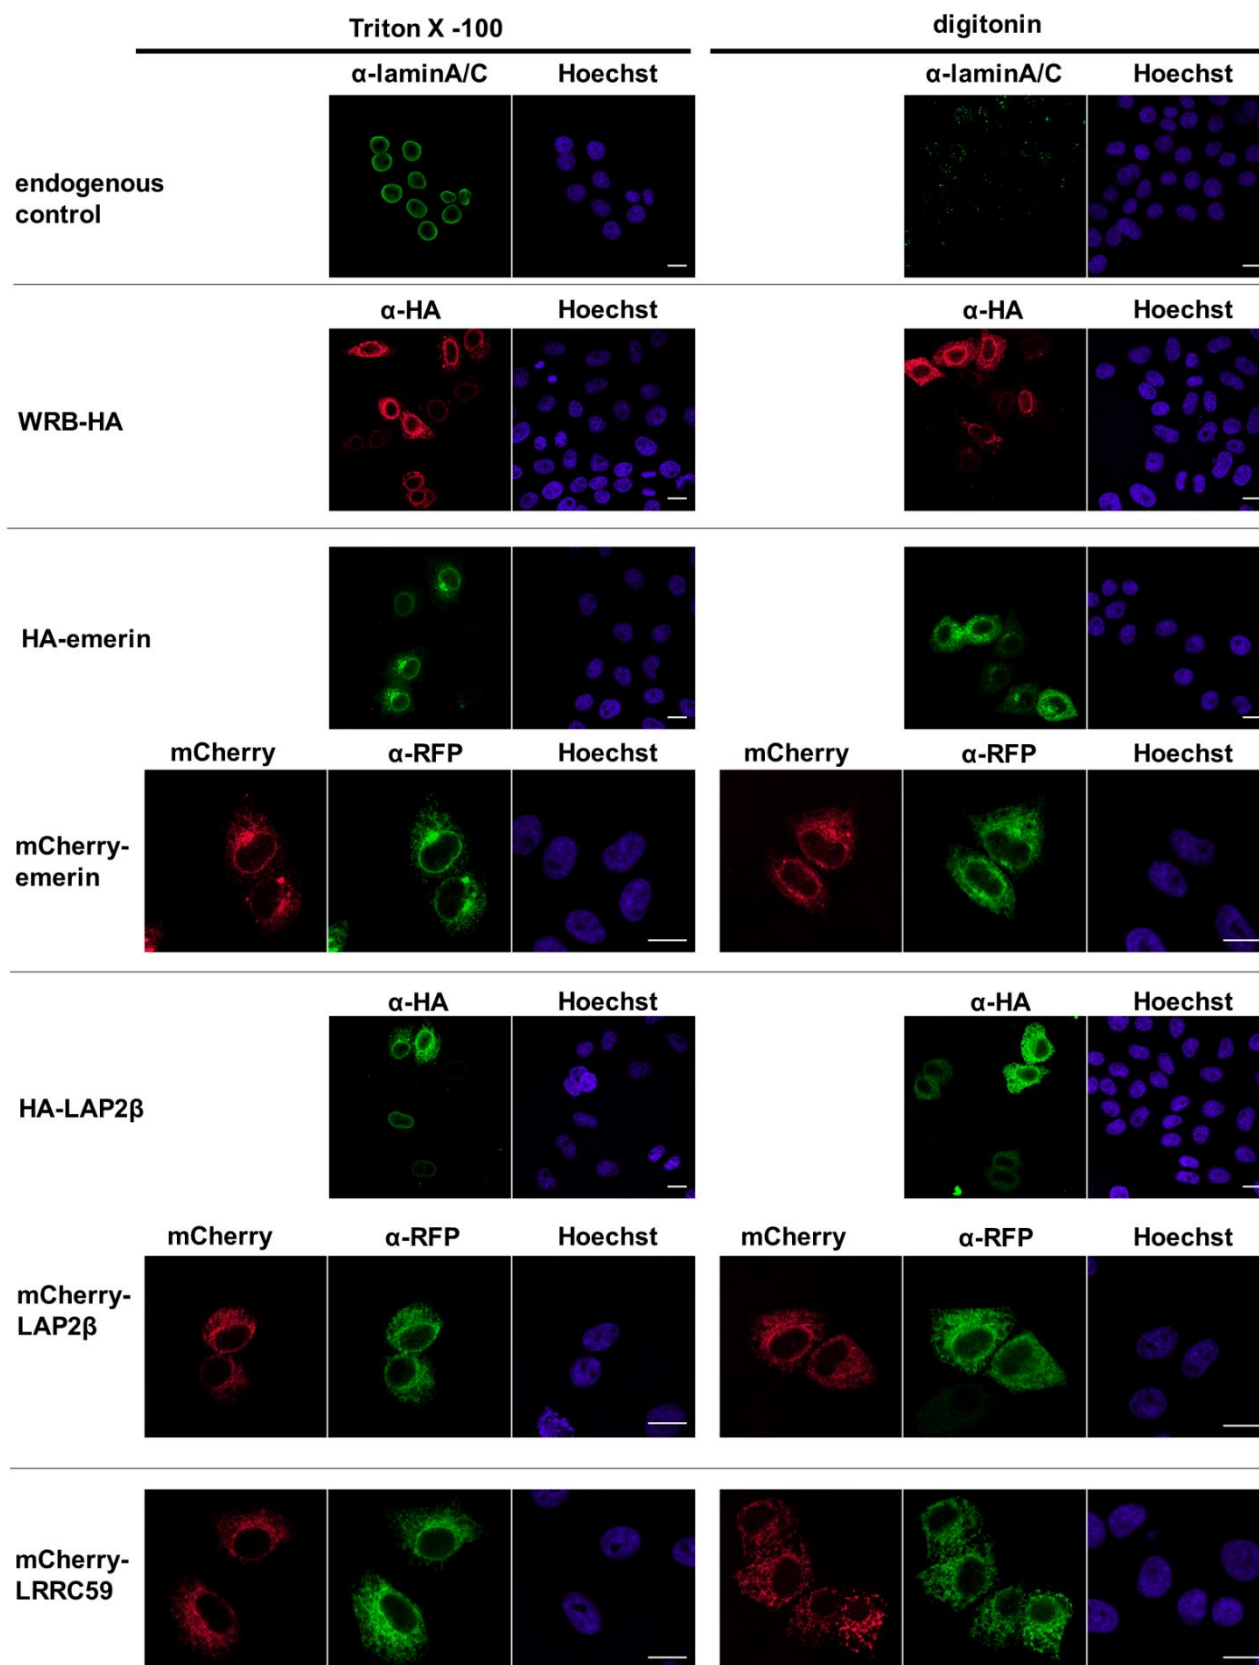 Triton X -100 digitonin
α-laminA/C Hoechst α-laminA/C Hoechst
endogenous
control
α-HA Hoechst α-HA Hoechst
WRB-HA
HA-emerin
mCherry α-RFP Hoechst mCherry α-RFP Hoechst
mCherry-
emerin
α-HA Hoechst α-HA Hoechst
HA-LAP2β
mCherry α-RFP Hoechst mCherry α-RFP Hoechst
mCherry-
LAP2β
mCherry-
LRRC59